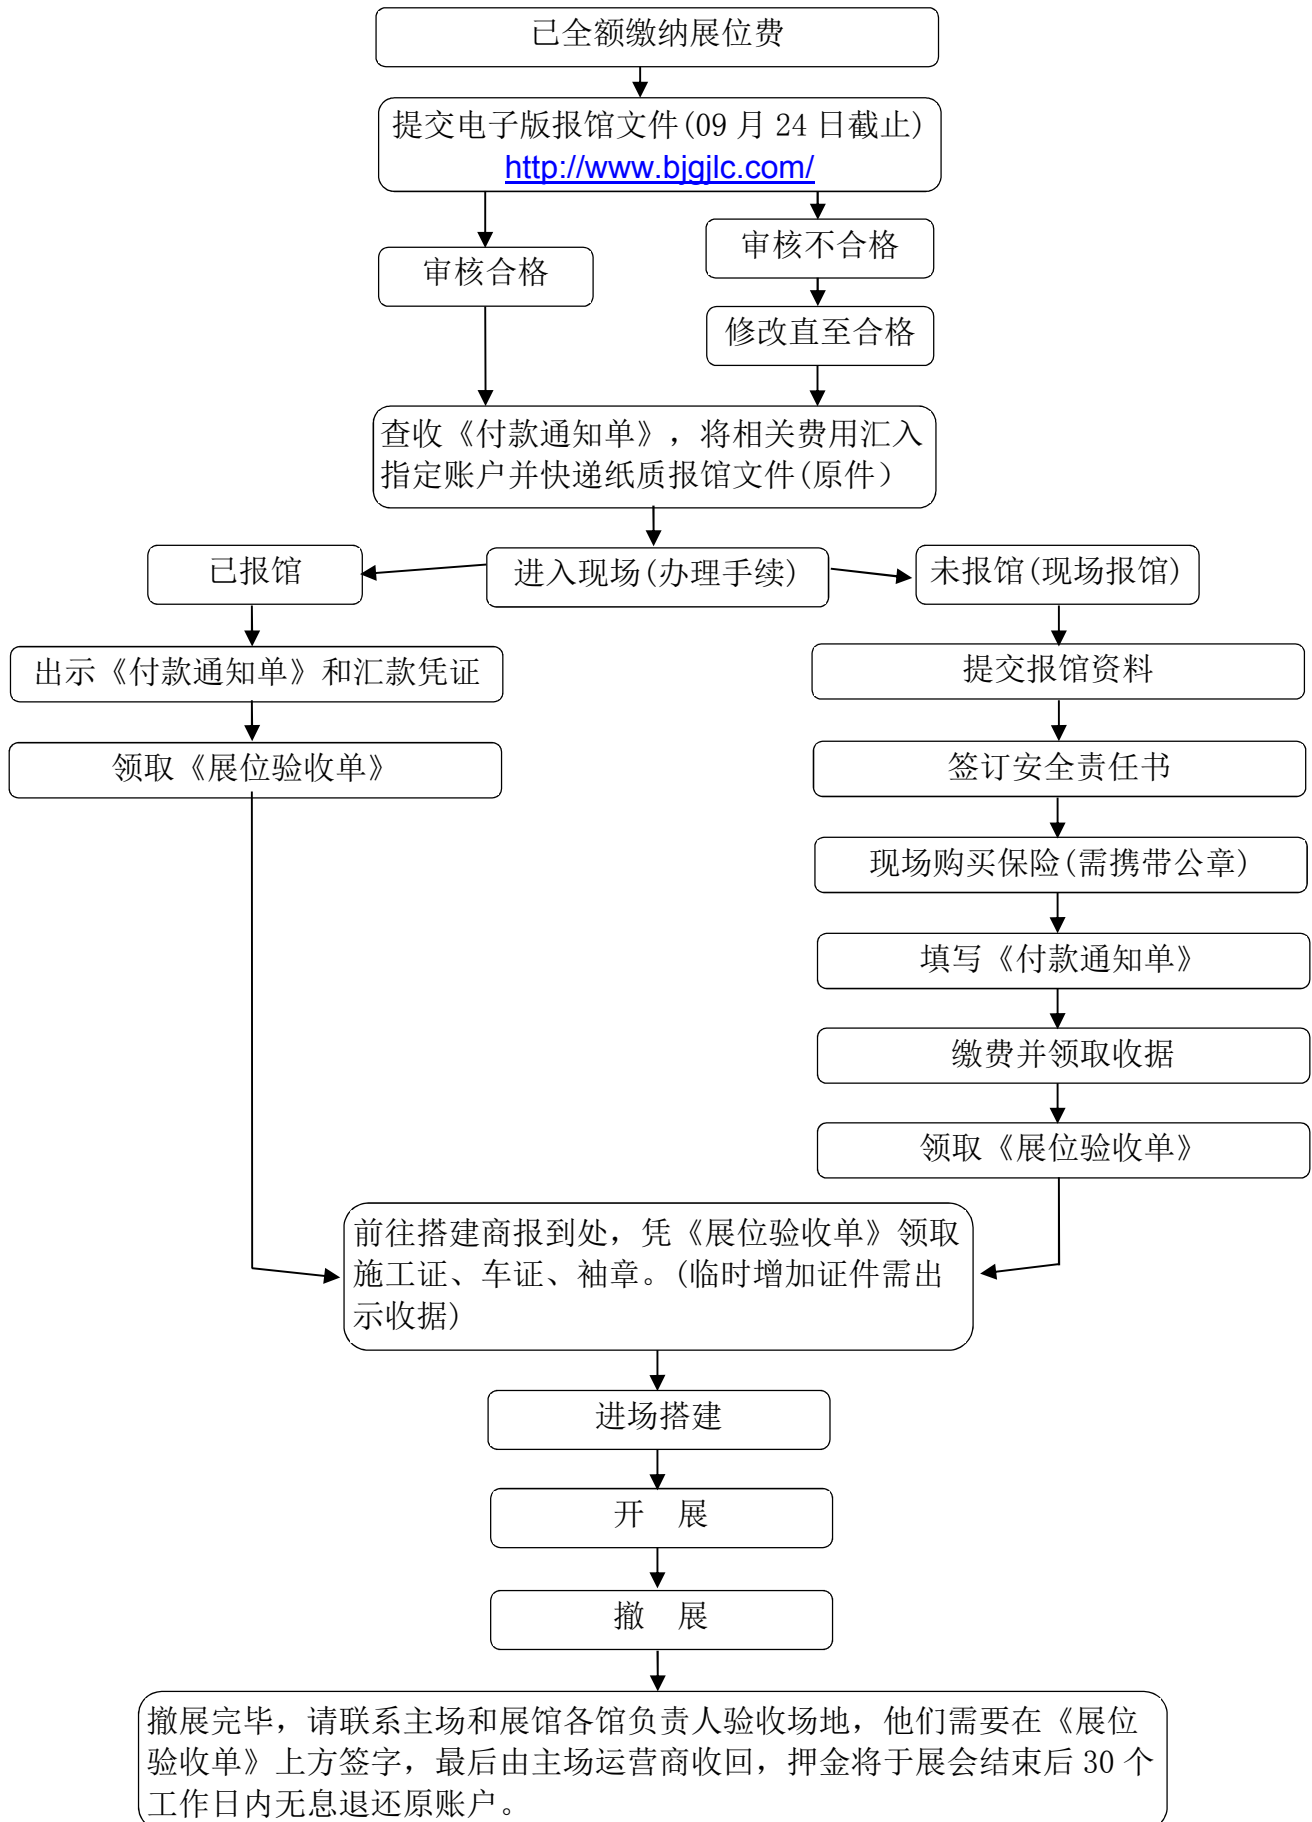 已全额缴纳展位费
提交电子版报馆文件(09 月 24 日截止)
http://www.bjgjlc.com/
审核合格
审核不合格
修改直至合格
查收《付款通知单》，将相关费用汇入
指定账户并快递纸质报馆文件(原件）
已报馆
进入现场(办理手续)
未报馆(现场报馆)
出示《付款通知单》和汇款凭证
提交报馆资料
领取《展位验收单》
签订安全责任书
现场购买保险(需携带公章)
填写《付款通知单》
缴费并领取收据
领取《展位验收单》
前往搭建商报到处，凭《展位验收单》领取
施工证、车证、袖章。(临时增加证件需出
示收据)
进场搭建
开　展
撤　展
撤展完毕，请联系主场和展馆各馆负责人验收场地，他们需要在《展位
验收单》上方签字，最后由主场运营商收回，押金将于展会结束后 30 个
工作日内无息退还原账户。